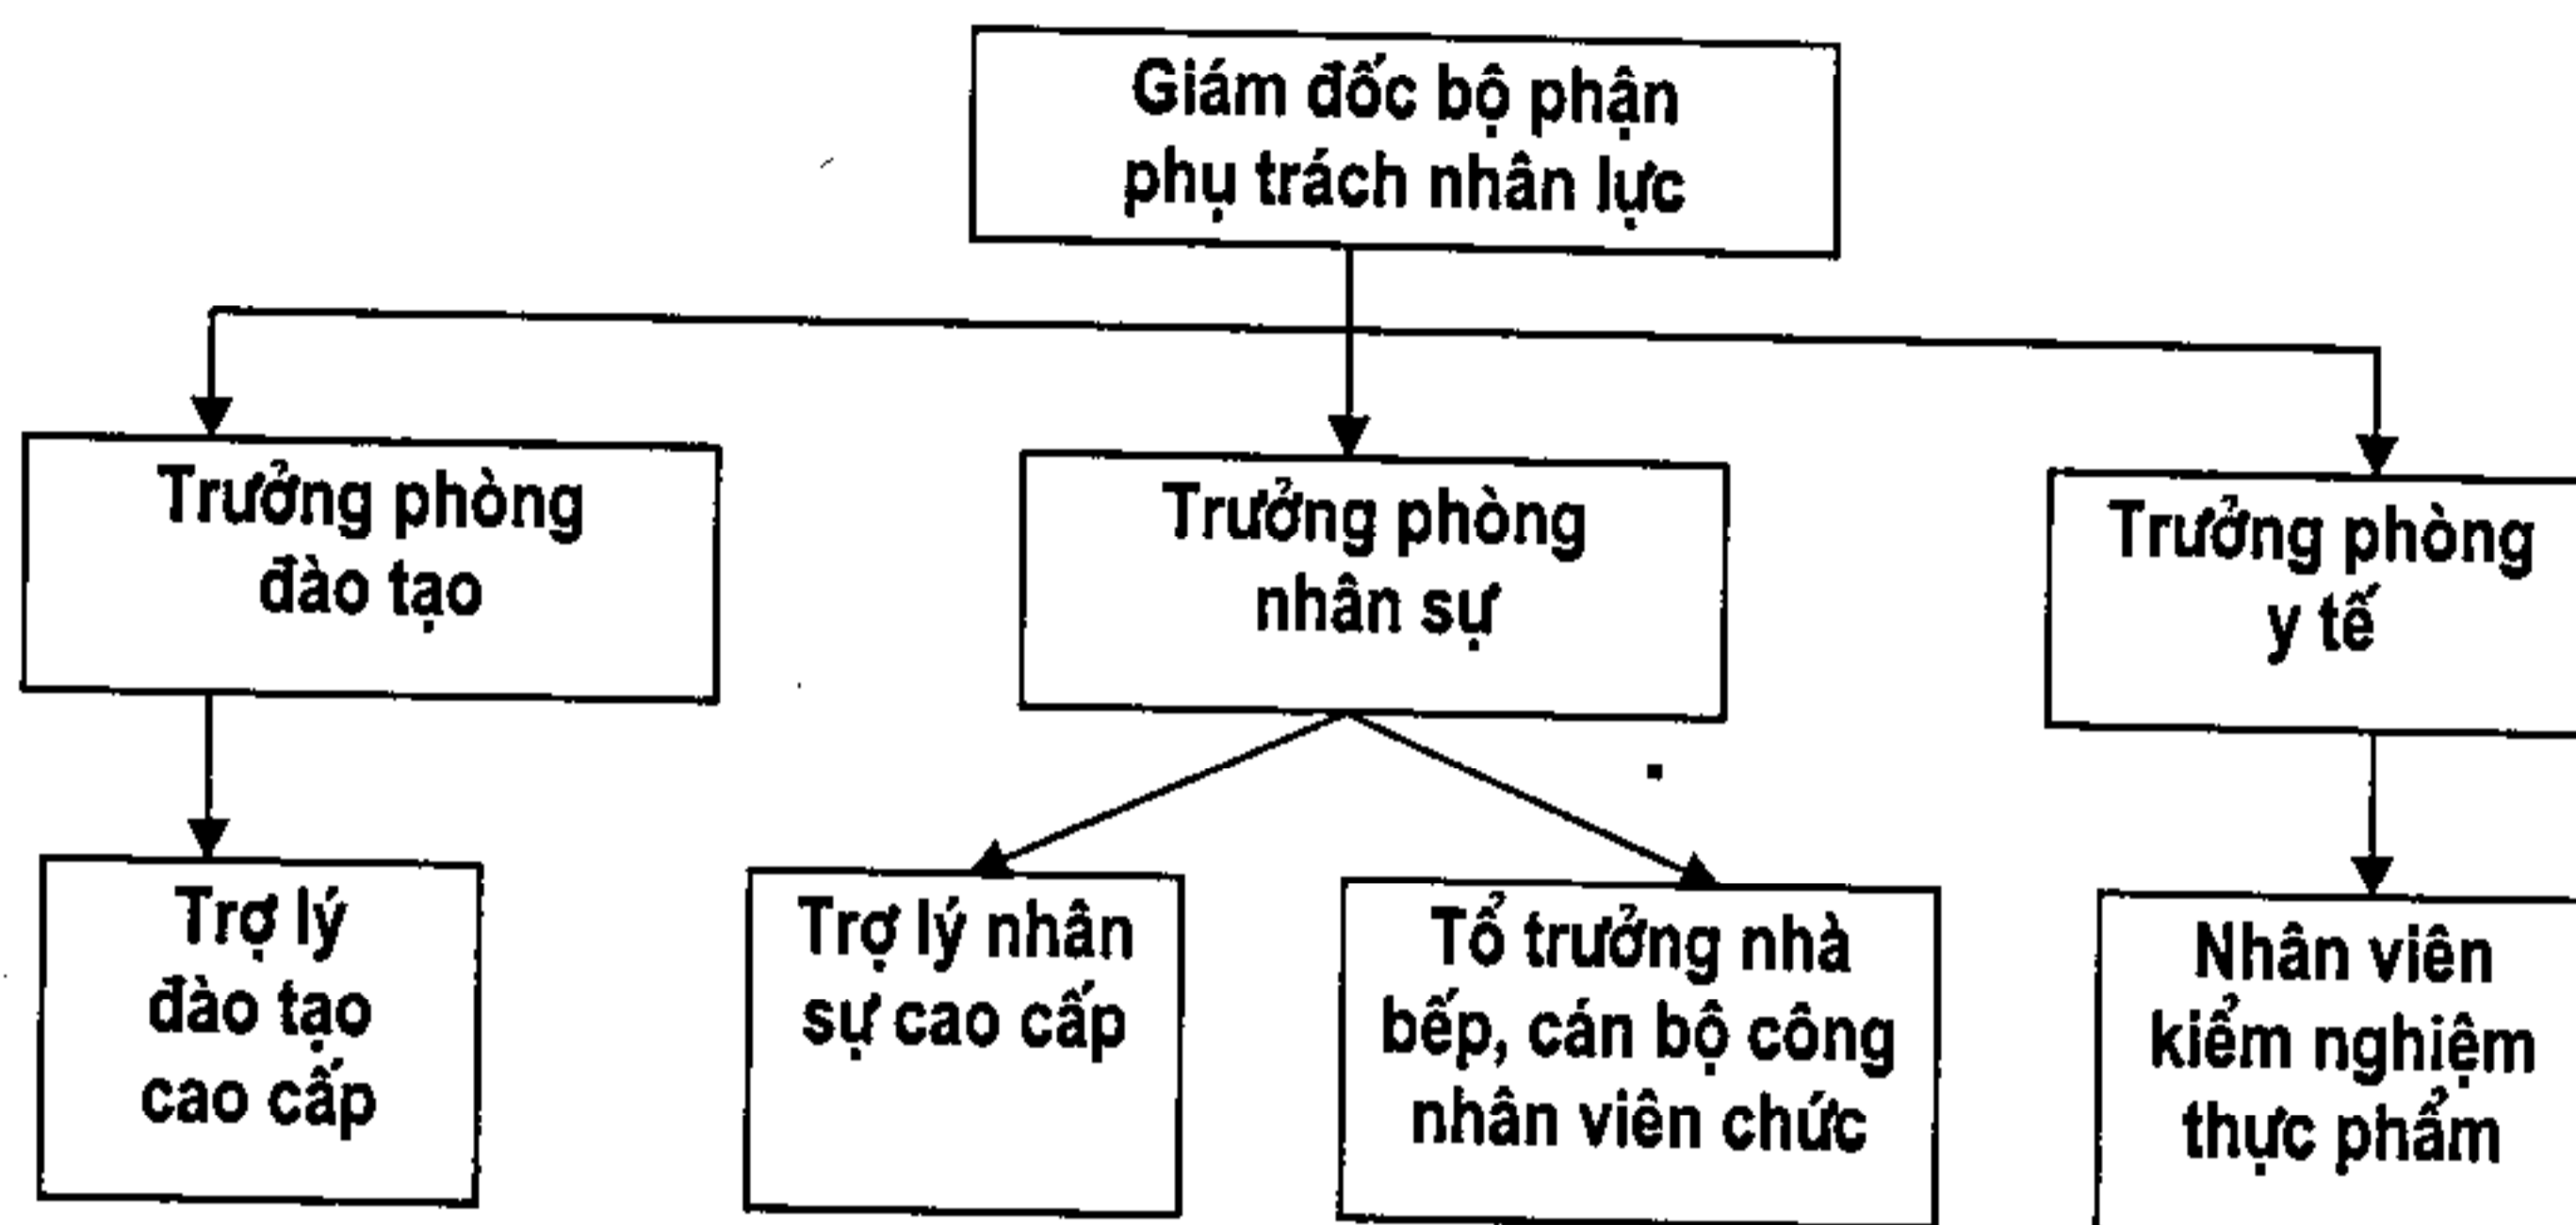 Giám đốc bộ phận
phụ trách nhân lực
Trưởng phòng
đào tạo
Trưởng phòng
nhân sự
Trưởng phòng
y tế
Trợ lý
đào tạo
cao cấp
Trợ lý nhân
sự cao cấp
Tổ trưởng nhà
bếp, cán bộ công
nhân viên chức
Nhân viên
kiểm nghiệm
thực phẩm